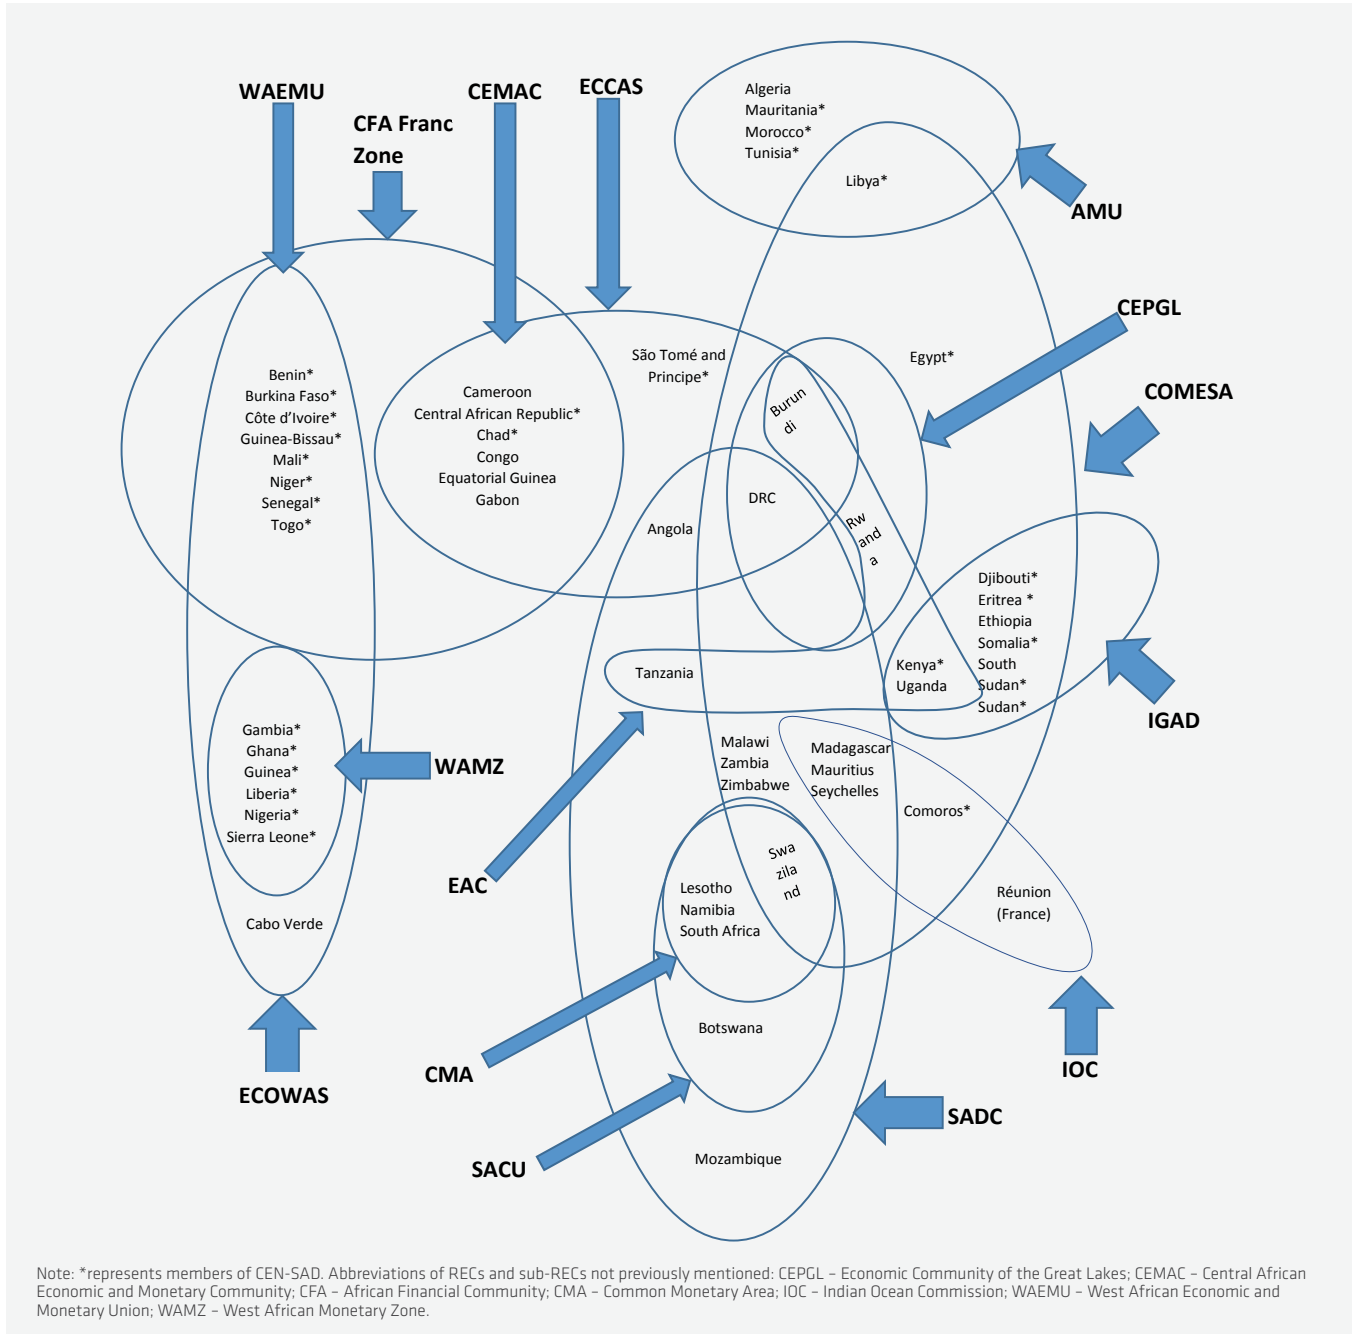 WAEMU
CFA Franc
Zone
CEMAC
ECCAS
Algeria
Mauritania*
Morocco*
Tunisia*
Libya*
AMU
CEPGL
COMESA
Egypt*
São Tomé and
Principe*
Benin*
Burkina Faso*
Côte d’Ivoire*
Guinea-Bissau*
Mali*
Niger*
Senegal*
Togo*
Cameroon
Central African Republic*
Chad*
Congo
Equatorial Guinea
Gabon
Burun
di
DRC
Angola
Rw
and
a
Djibouti*
Eritrea *
Ethiopia
Somalia*
South
Sudan*
Sudan*
Kenya*
Uganda
Tanzania
IGAD
Gambia*
Ghana*
Guinea*
Liberia*
Nigeria*
Sierra Leone*
WAMZ
Malawi
Zambia
Zimbabwe
Madagascar
Mauritius
Seychelles
Comoros*
EAC
Swa
zila
nd
Lesotho
Namibia
South Africa
Réunion
(France)
Cabo Verde
Botswana
CMA
IOC
ECOWAS
SADC
SACU
Mozambique
Note: *represents members of CEN-SAD. Abbreviations of RECs and sub-RECs not previously mentioned: CEPGL – Economic Community of the Great Lakes; CEMAC – Central African
Economic and Monetary Community; CFA – African Financial Community; CMA – Common Monetary Area; IOC – Indian Ocean Commission; WAEMU – West African Economic and
Monetary Union; WAMZ – West African Monetary Zone.